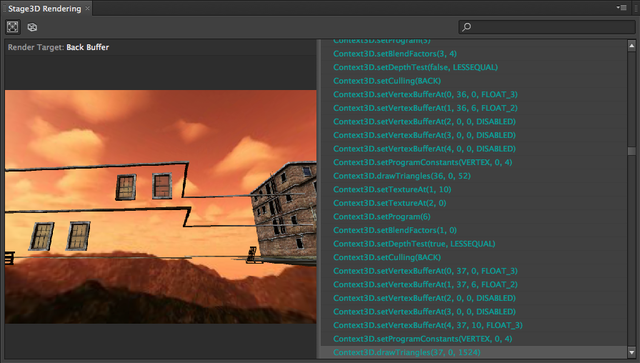 Stage3D Rendering
Render Target: Back Buffer
Context3D.setProgram(3)
Context3D.setBlendFactors(3, 4)
Context3D.setDepthTest(false, LESSEQUAL)
Context3D.setCulling(BACK)
Context3D.setVertexBufferAt(0, 36, 0, FLOAT_3)
Context3D.setVertexBufferAt(1, 36, 6, FLOAT_2)
Context3D.setVertexBufferAt(2, 0, 0, DISABLED)
Context3D.setVertexBufferAt(3, 0, 0, DISABLED)
Context3D.setVertexBufferAt(4, 0, 0, DISABLED)
Context3D.setProgramConstants(VERTEX, 0, 4)
Context3D.drawTriangles(36, 0, 52)
Context3D.setTextureAt(1, 10)
Context3D.setTextureAt(2, 0)
Context3D.setProgram(6)
Context3D.setBlendFactors(1, 0)
Context3D.setDepthTest(true, LESSEQUAL)
Context3D.setCulling(BACK)
Context3D.setVertexBufferAt(0, 37, 0, FLOAT_3)
Context3D.setVertexBufferAt(1, 37, 6, FLOAT_2)
Context3D.setVertexBufferAt(2, 0, 0, DISABLED)
Context3D.setVertexBufferAt(3, 0, 0, DISABLED)
Context3D.setVertexBufferAt(4, 37, 10, FLOAT_3)
Context3D.setProgramConstants(VERTEX, 0, 4)
Context3D.drawTriangles(37, 0, 1524)